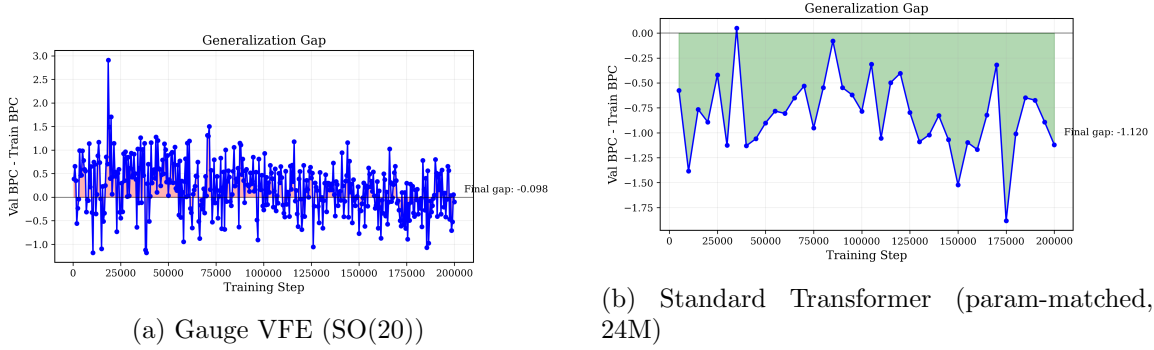 Generalization Gap
3.0
2.5
2.0
1.5
1.0
0.5
0.0
−0.5
−1.0
Val BPC - Train BPC
Final gap: -0.098
0 25000 50000 75000 100000 125000 150000 175000 200000
Training Step
(a) Gauge VFE (SO(20))
Generalization Gap
0.00
−0.25
−0.50
−0.75
−1.00
−1.25
−1.50
−1.75
Val BPC - Train BPC
Final gap: -1.120
0 25000 50000 75000 100000 125000 150000 175000 200000
Training Step
(b) Standard Transformer (param-matched,
24M)